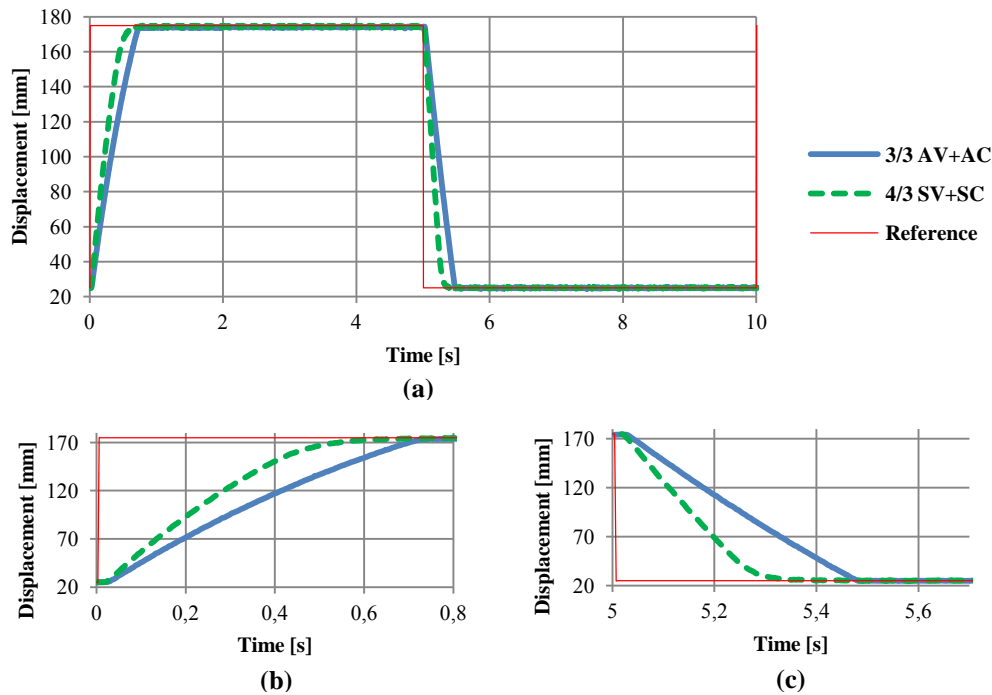 180
160
140
120
100
80
60
40
20
Displacement [mm]
0
2
4
6
8
10
Time [s]
3/3 AV+AC
4/3 SV+SC
Reference
(a)
170
120
70
20
Displacement [mm]
0
0,2
0,4
0,6
0,8
Time [s]
(b)
170
120
70
20
Displacement [mm]
5
5,2
5,4
5,6
Time [s]
(c)